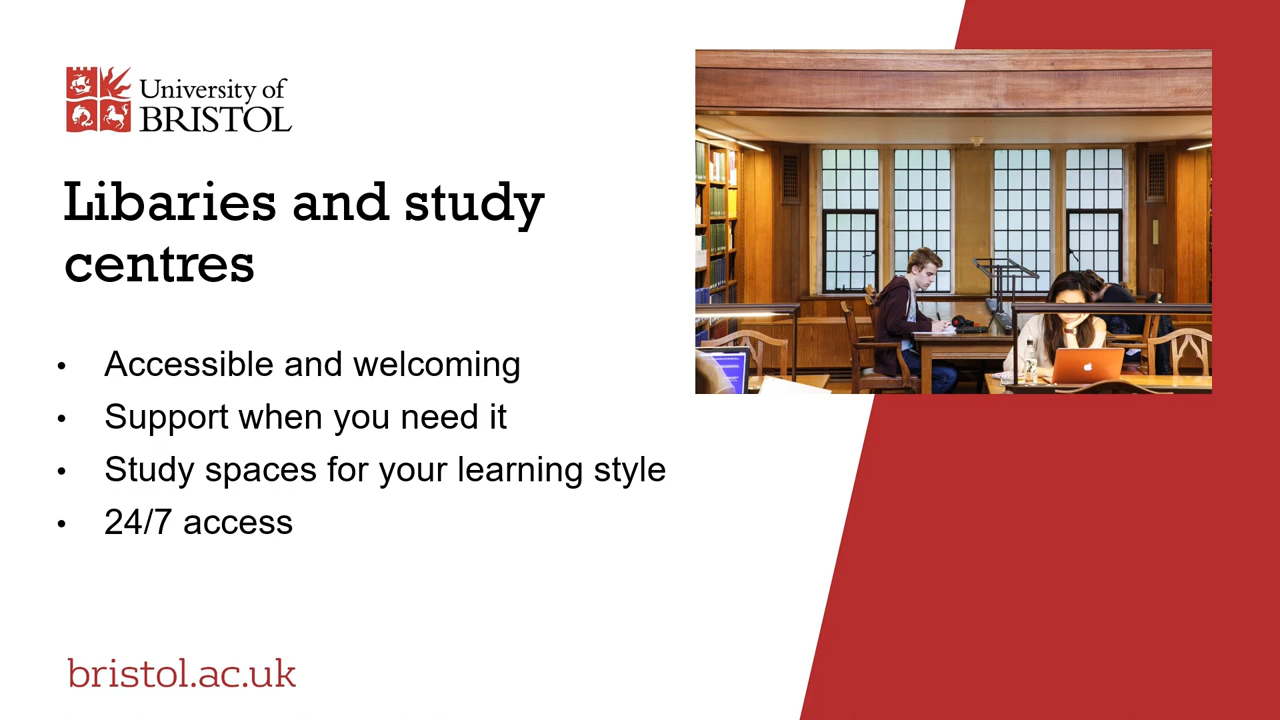 University of
BRISTOL
Libaries and study
centres
• Accessible and welcoming
• Support when you need it
• Study spaces for your learning style
• 24/7 access
bristol.ac.uk